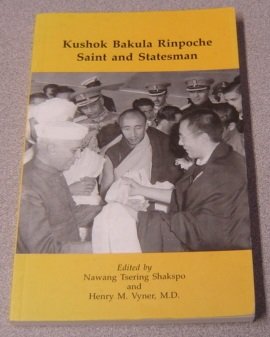 Kushok Bakula Rinpoche
Saint and Statesman
Edited by
Nawang Tsering Shakspo
and
Henry M. Vyner, M.D.